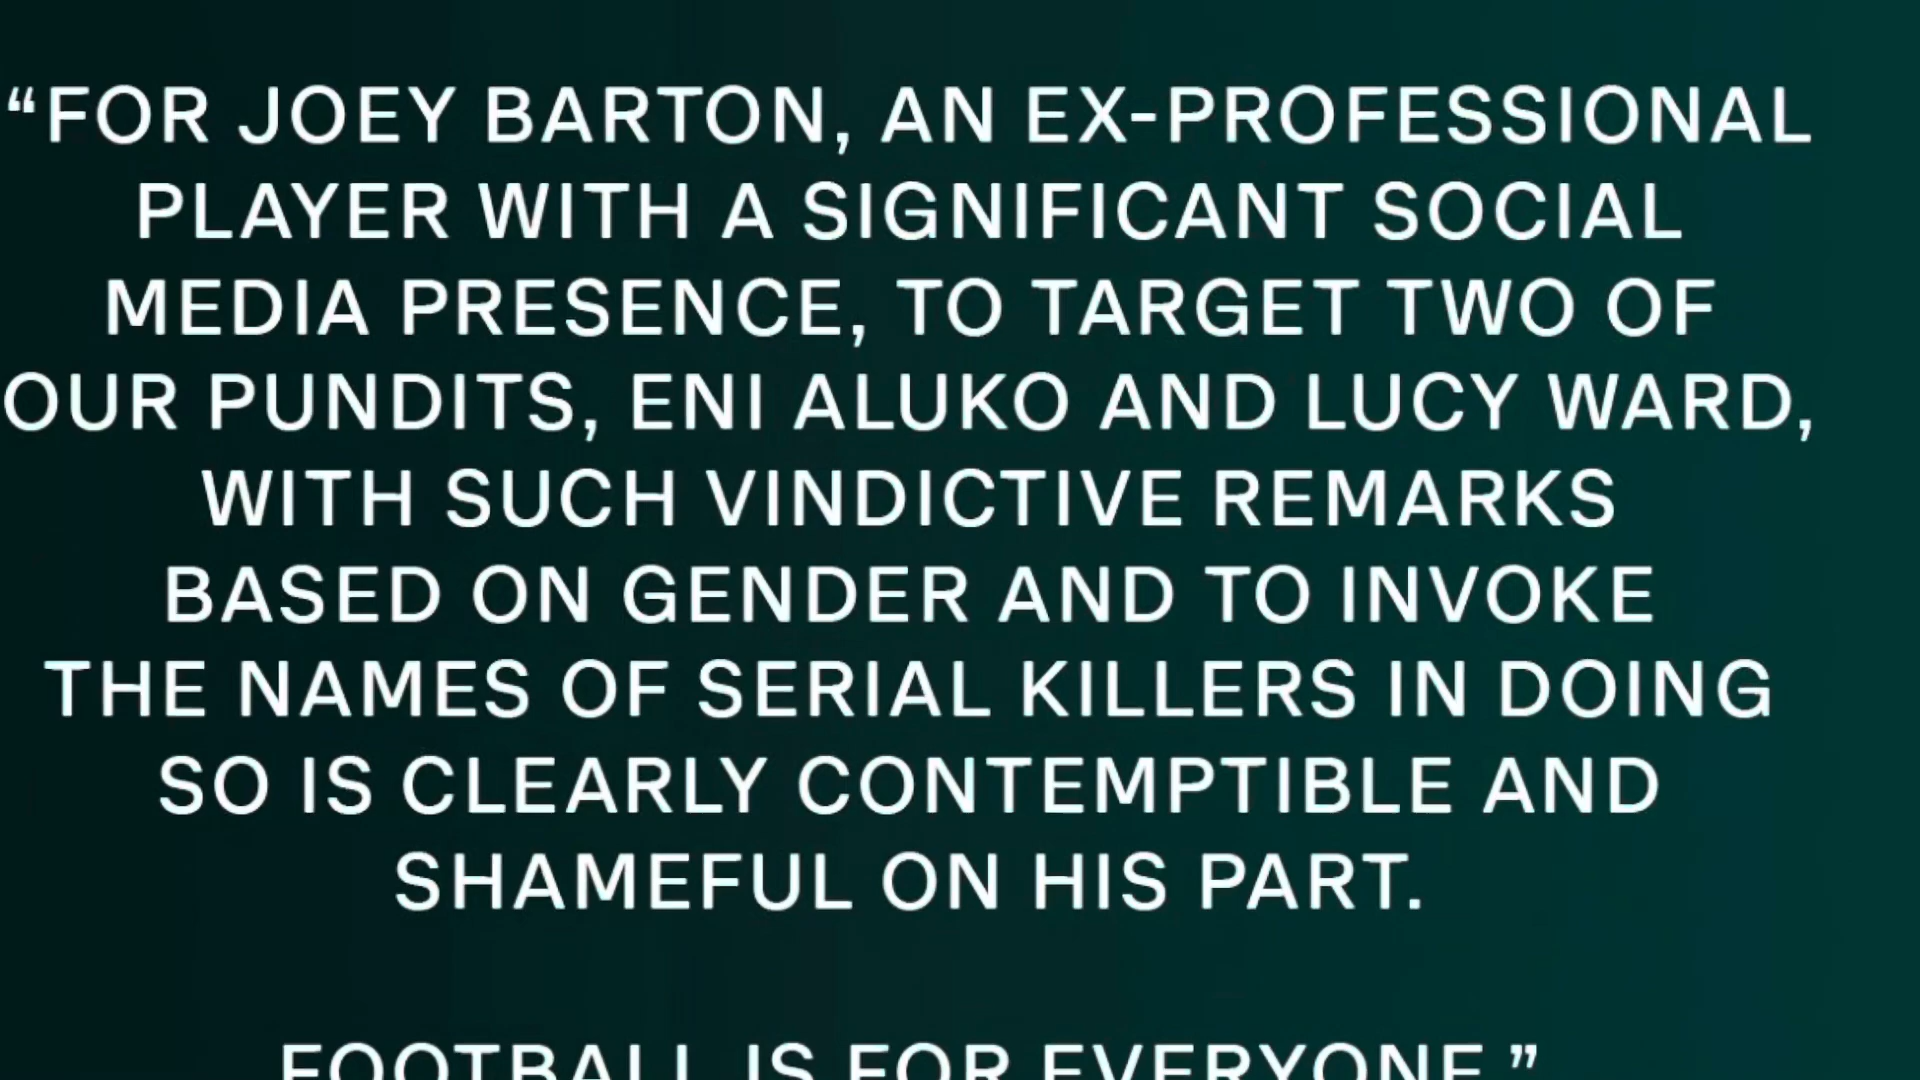 “FOR JOEY BARTON, AN EX-PROFESSIONAL
PLAYER WITH A SIGNIFICANT SOCIAL
MEDIA PRESENCE, TO TARGET TWO OF
OUR PUNDITS, ENI ALUKO AND LUCY WARD,
WITH SUCH VINDICTIVE REMARKS
BASED ON GENDER AND TO INVOKE
THE NAMES OF SERIAL KILLERS IN DOING
SO IS CLEARLY CONTEMPTIBLE AND
SHAMEFUL ON HIS PART.
FOOTBALL IS FOR EVERYONE.”